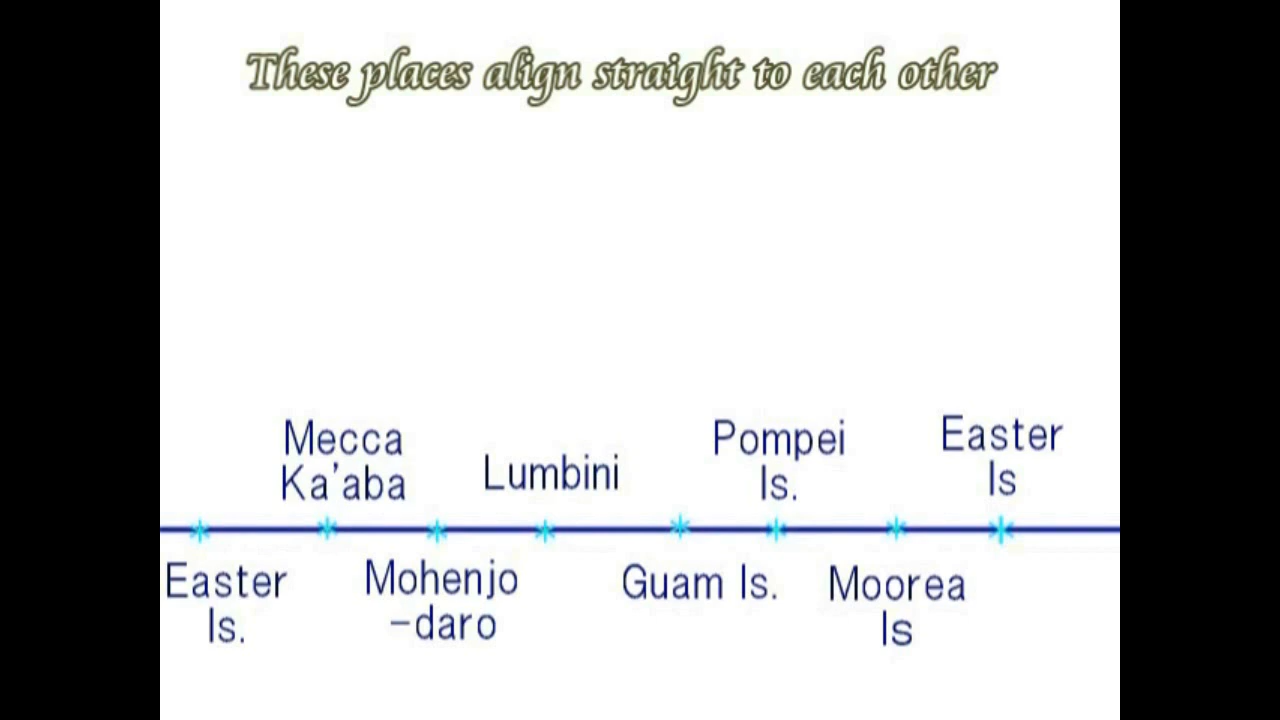 These places align straight to each other
Mecca
Ka'aba
Lumbini
Pompei
Is.
Easter
Is
Easter
Is.
Mohenjo
-daro
Guam Is.
Moorea
Is